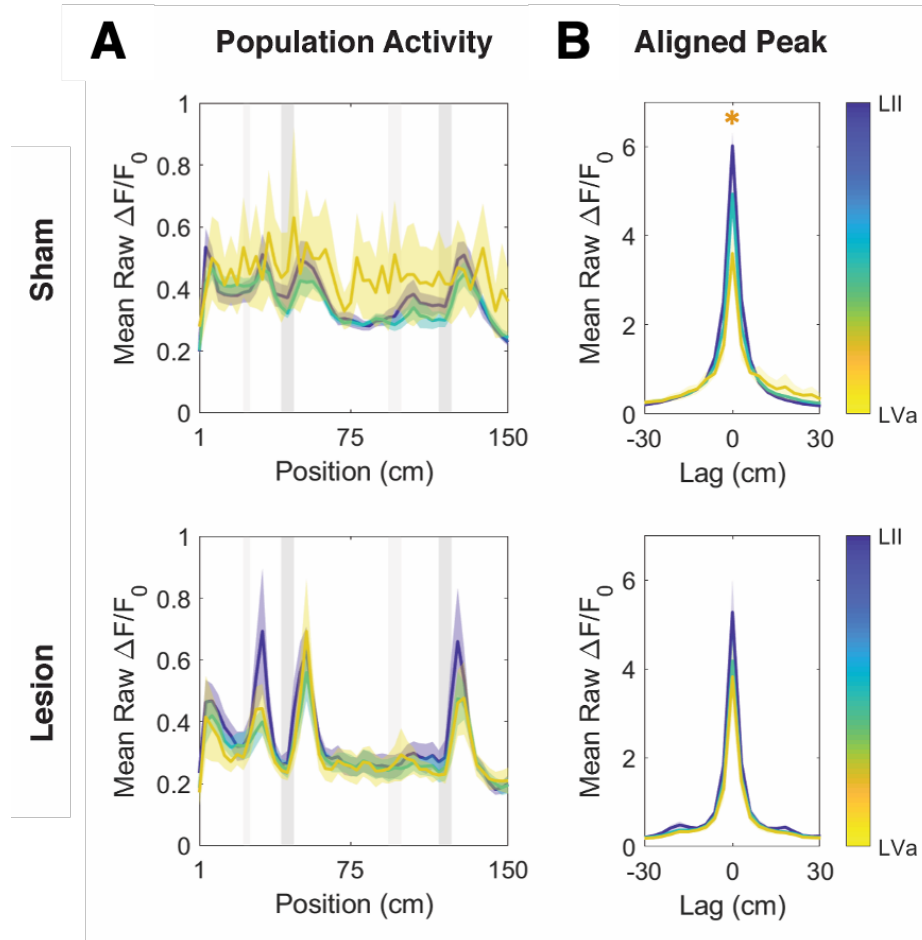 A
Population Activity
B
Aligned Peak
Sham
Mean Raw ΔF/F₀
1
0.8
0.6
0.4
0.2
0
1
75
150
Position (cm)
Mean Raw ΔF/F₀
6
4
2
0
*
-30
0
30
Lag (cm)
LII
LVa
Lesion
Mean Raw ΔF/F₀
1
0.8
0.6
0.4
0.2
0
1
75
150
Position (cm)
Mean Raw ΔF/F₀
6
4
2
0
-30
0
30
Lag (cm)
LII
LVa